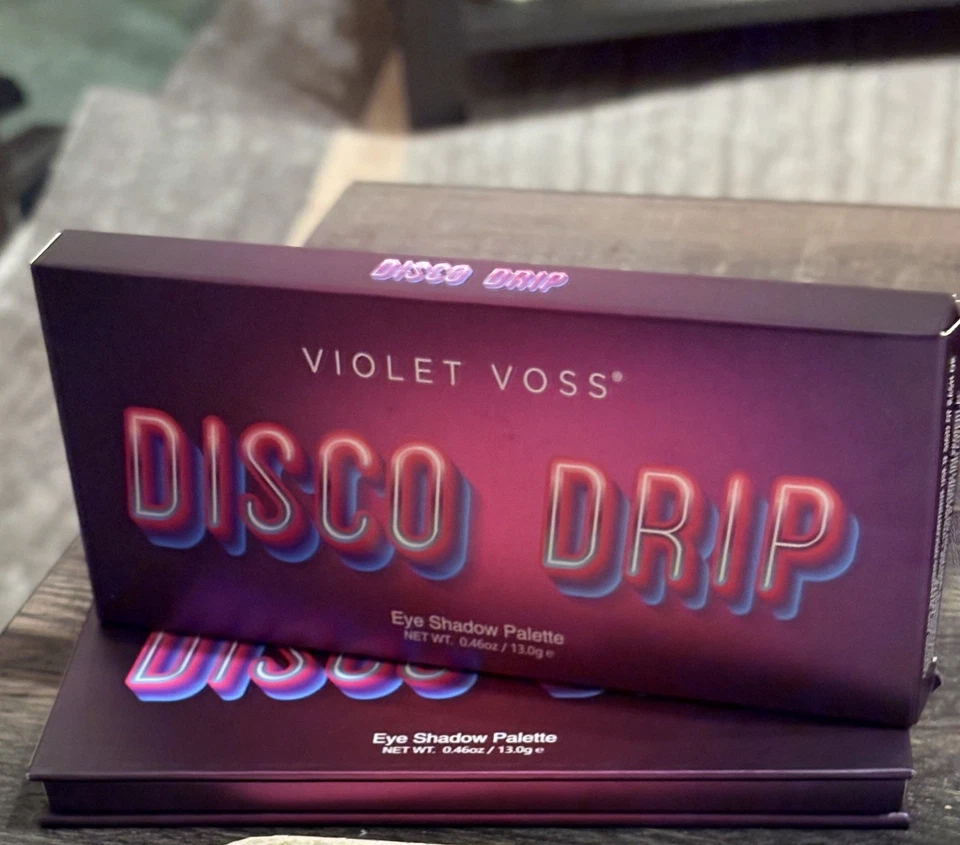 DISCO DRIP
VIOLET VOSS®
DISCO DRIP
Eye Shadow Palette
NET WT. 0.46oz / 13.0g e
DISCO
Eye Shadow Palette
NET WT. 0.46oz / 13.0g e